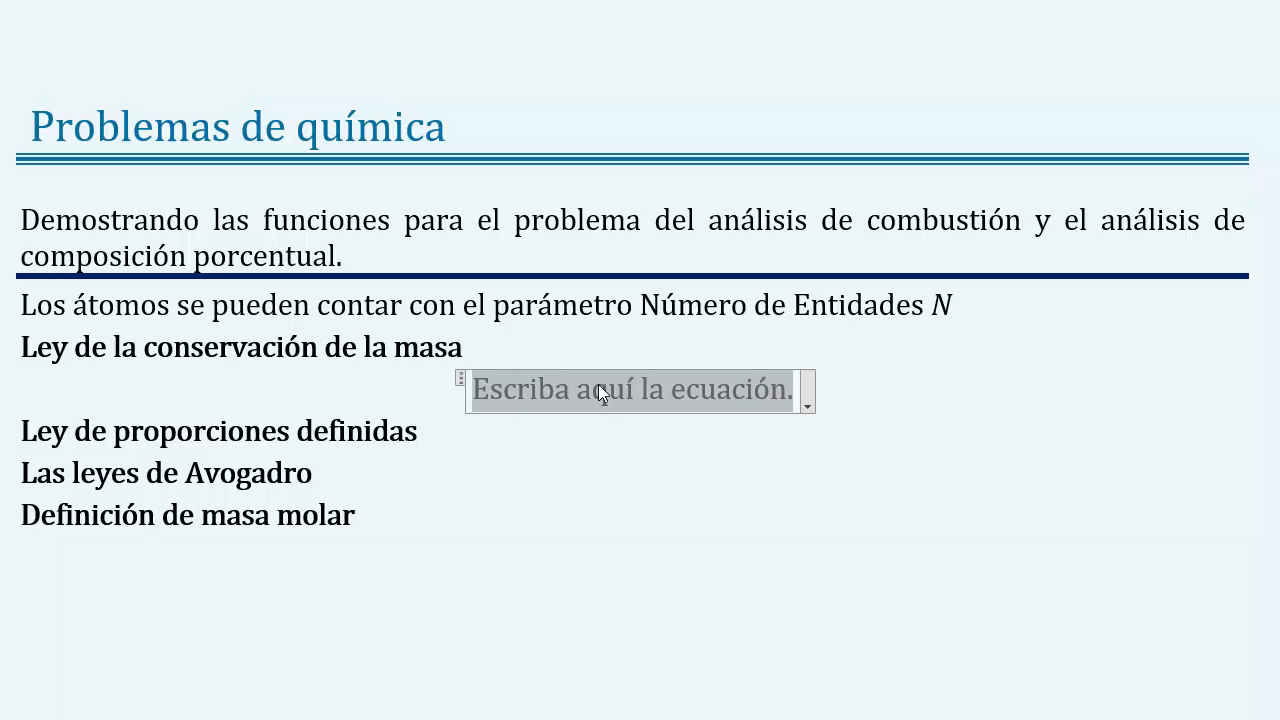 Problemas de química
Demostrando las funciones para el problema del análisis de combustión y el análisis de
composición porcentual.
Los átomos se pueden contar con el parámetro Número de Entidades N
Ley de la conservación de la masa
Escriba aquí la ecuación.
Ley de proporciones definidas
Las leyes de Avogadro
Definición de masa molar